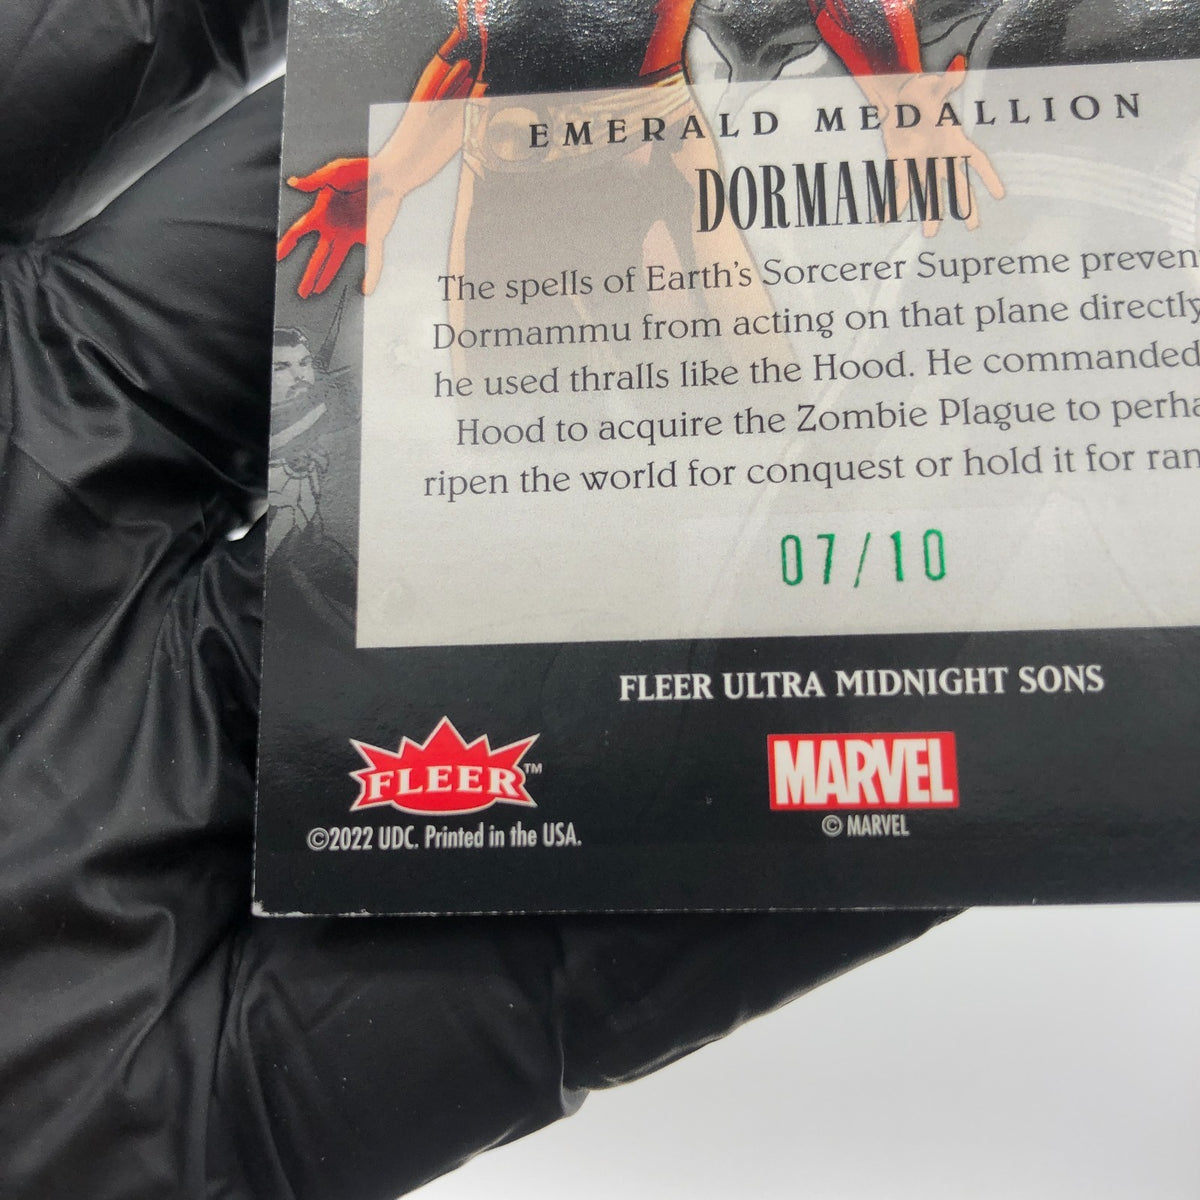 EMERALD MEDALLION
DORMAMMU
The spells of Earth's Sorcerer Supreme preven
Dormammu from acting on that plane directly
he used thralls like the Hood. He commanded
Hood to acquire the Zombie Plague to perha
ripen the world for conquest or hold it for ran
07/10
FLEER ULTRA MIDNIGHT SONS
FLEER™
MARVEL
©2022 UDC. Printed in the USA.
© MARVEL